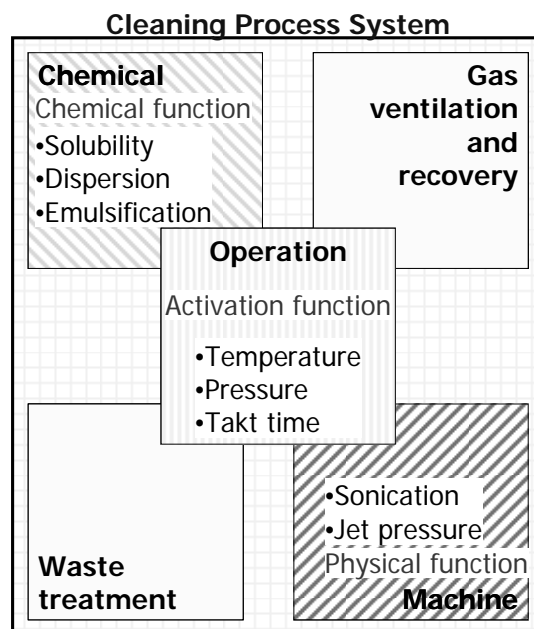 Cleaning Process System
Chemical
Chemical function
•Solubility
•Dispersion
•Emulsification
Gas
ventilation
and
recovery
Operation
Activation function
•Temperature
•Pressure
•Takt time
Waste
treatment
•Sonication
•Jet pressure
Physical function
Machine